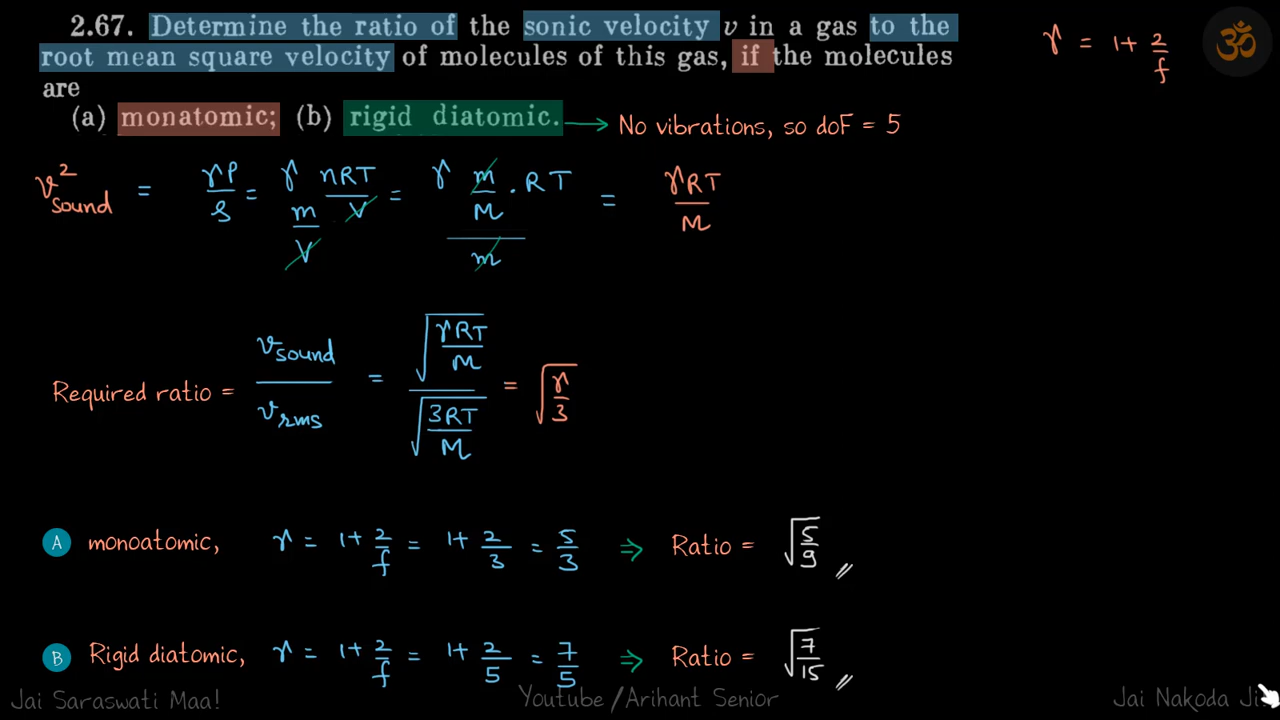 2.67. Determine the ratio of the sonic velocity v in a gas to the
root mean square velocity of molecules of this gas, if the molecules
are
(a) monatomic; (b) rigid diatomic. → No vibrations, so doF = 5
γ = 1 + 2/f
ॐ
v²sound = γP/ρ = γ nRT/V / m/V = γ m/M . RT / m = γRT/M
Required ratio = vsound/vrms = √(γRT/M) / √(3RT/M) = √(γ/3)
A monoatomic, γ = 1 + 2/f = 1 + 2/3 = 5/3 ⇒ Ratio = √(5/9) //
B Rigid diatomic, γ = 1 + 2/f = 1 + 2/5 = 7/5 ⇒ Ratio = √(7/15) //
Jai Saraswati Maa! Youtube /Arihant Senior Jai Nakoda Ji!